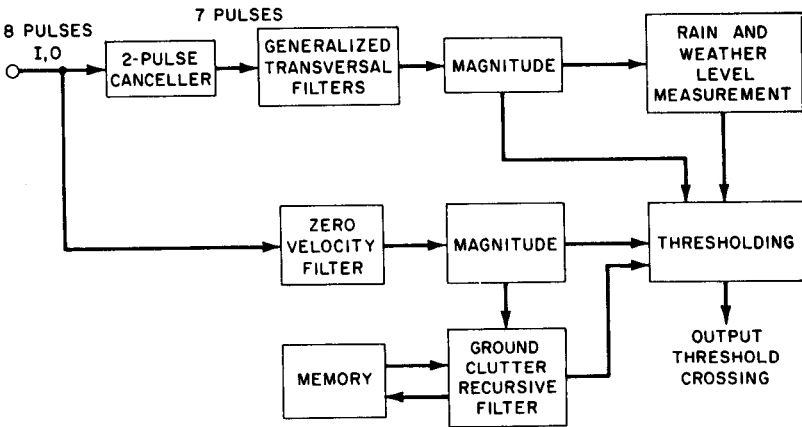 8 PULSES
I,O
7 PULSES
2-PULSE
CANCELLER
GENERALIZED
TRANSVERSAL
FILTERS
MAGNITUDE
RAIN AND
WEATHER
LEVEL
MEASUREMENT
ZERO
VELOCITY
FILTER
MAGNITUDE
THRESHOLDING
MEMORY
GROUND
CLUTTER
RECURSIVE
FILTER
OUTPUT
THRESHOLD
CROSSING